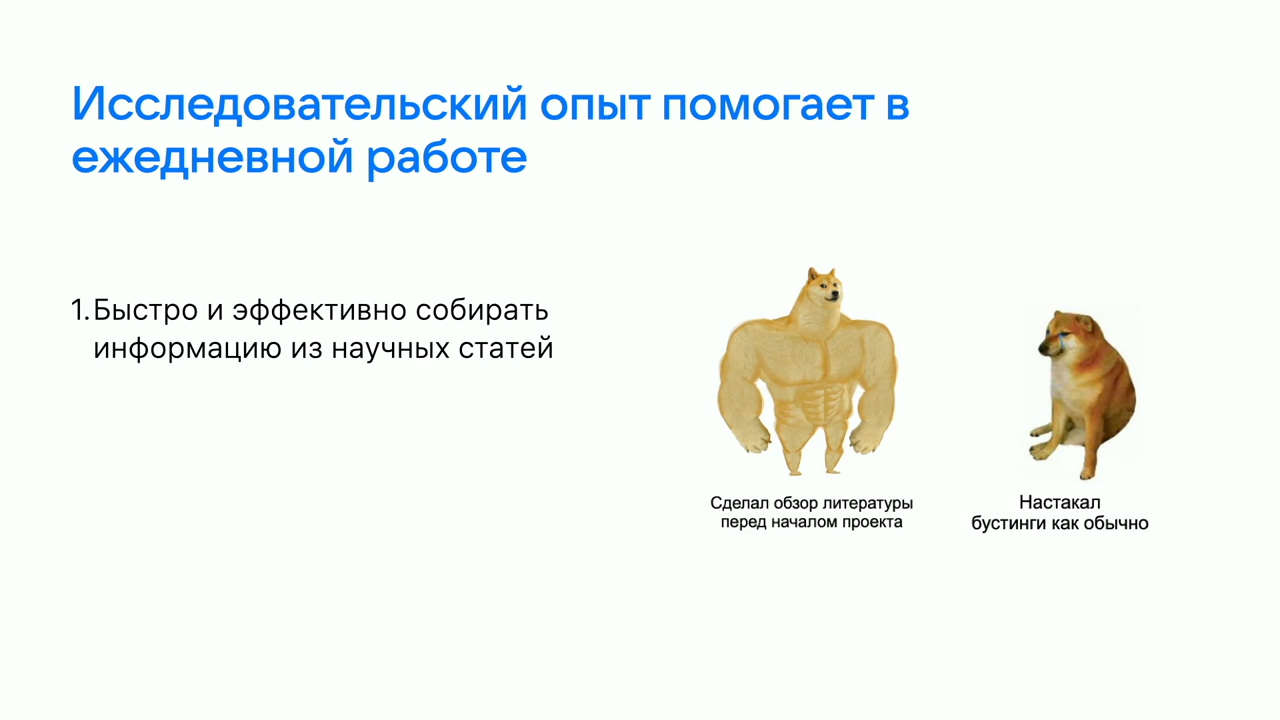 Исследовательский опыт помогает в
ежедневной работе
1. Быстро и эффективно собирать
информацию из научных статей
Сделал обзор литературы
перед началом проекта
Настакал
бустинги как обычно